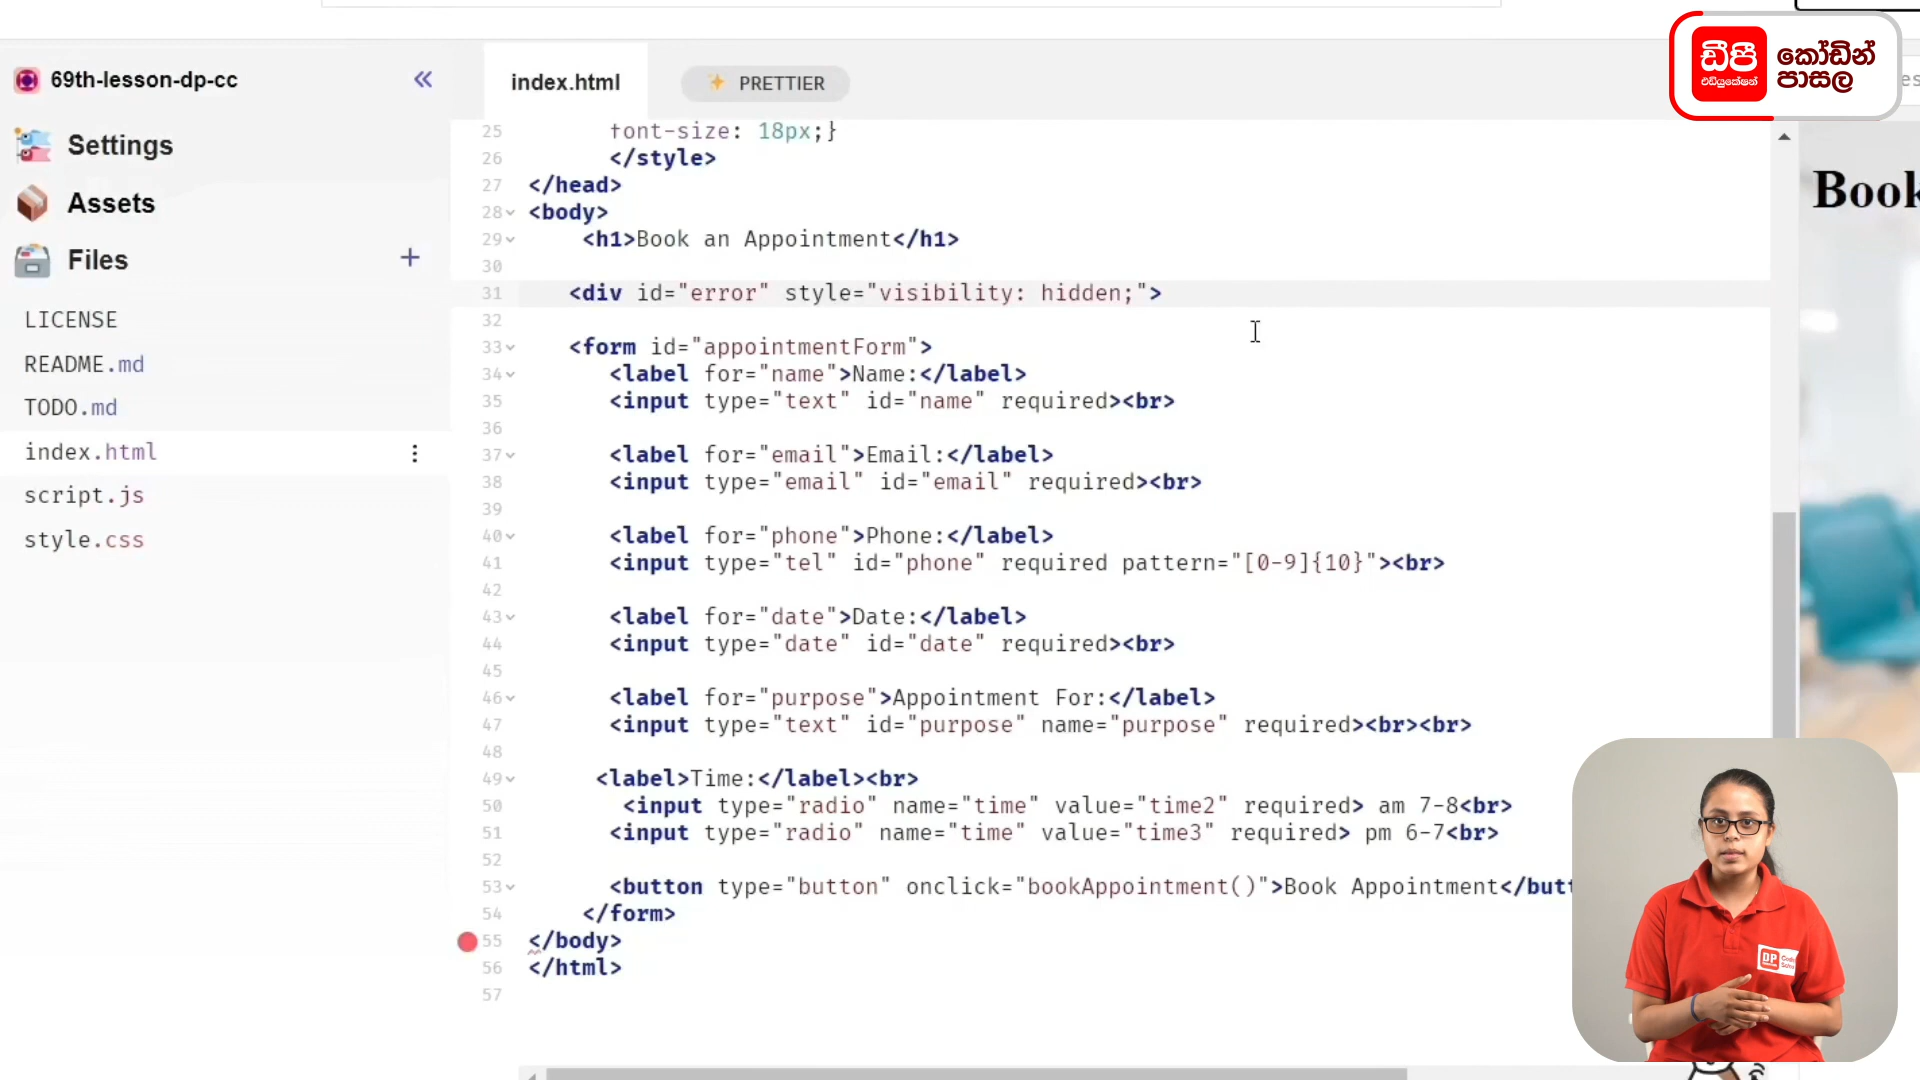 ඩීපී
එඩියුකේෂන්
කෝඩින්
පාසල
69th-lesson-dp-cc
«
index.html
PRETTIER
Settings
Assets
Files
+
LICENSE
README.md
TODO.md
index.html
script.js
style.css
25 font-size: 18px;}
26 </style>
27 </head>
28 <body>
29 <h1>Book an Appointment</h1>
30
31 <div id="error" style="visibility: hidden;">
32
33 <form id="appointmentForm">
34 <label for="name">Name:</label>
35 <input type="text" id="name" required><br>
36
37 <label for="email">Email:</label>
38 <input type="email" id="email" required><br>
39
40 <label for="phone">Phone:</label>
41 <input type="tel" id="phone" required pattern="[0-9]{10}"><br>
42
43 <label for="date">Date:</label>
44 <input type="date" id="date" required><br>
45
46 <label for="purpose">Appointment For:</label>
47 <input type="text" id="purpose" name="purpose" required><br><br>
48
49 <label>Time:</label><br>
50 <input type="radio" name="time" value="time2" required> am 7-8<br>
51 <input type="radio" name="time" value="time3" required> pm 6-7<br>
52
53 <button type="button" onclick="bookAppointment()">Book Appointment</butt
54 </form>
55 </body>
56 </html>
57
Book
DP